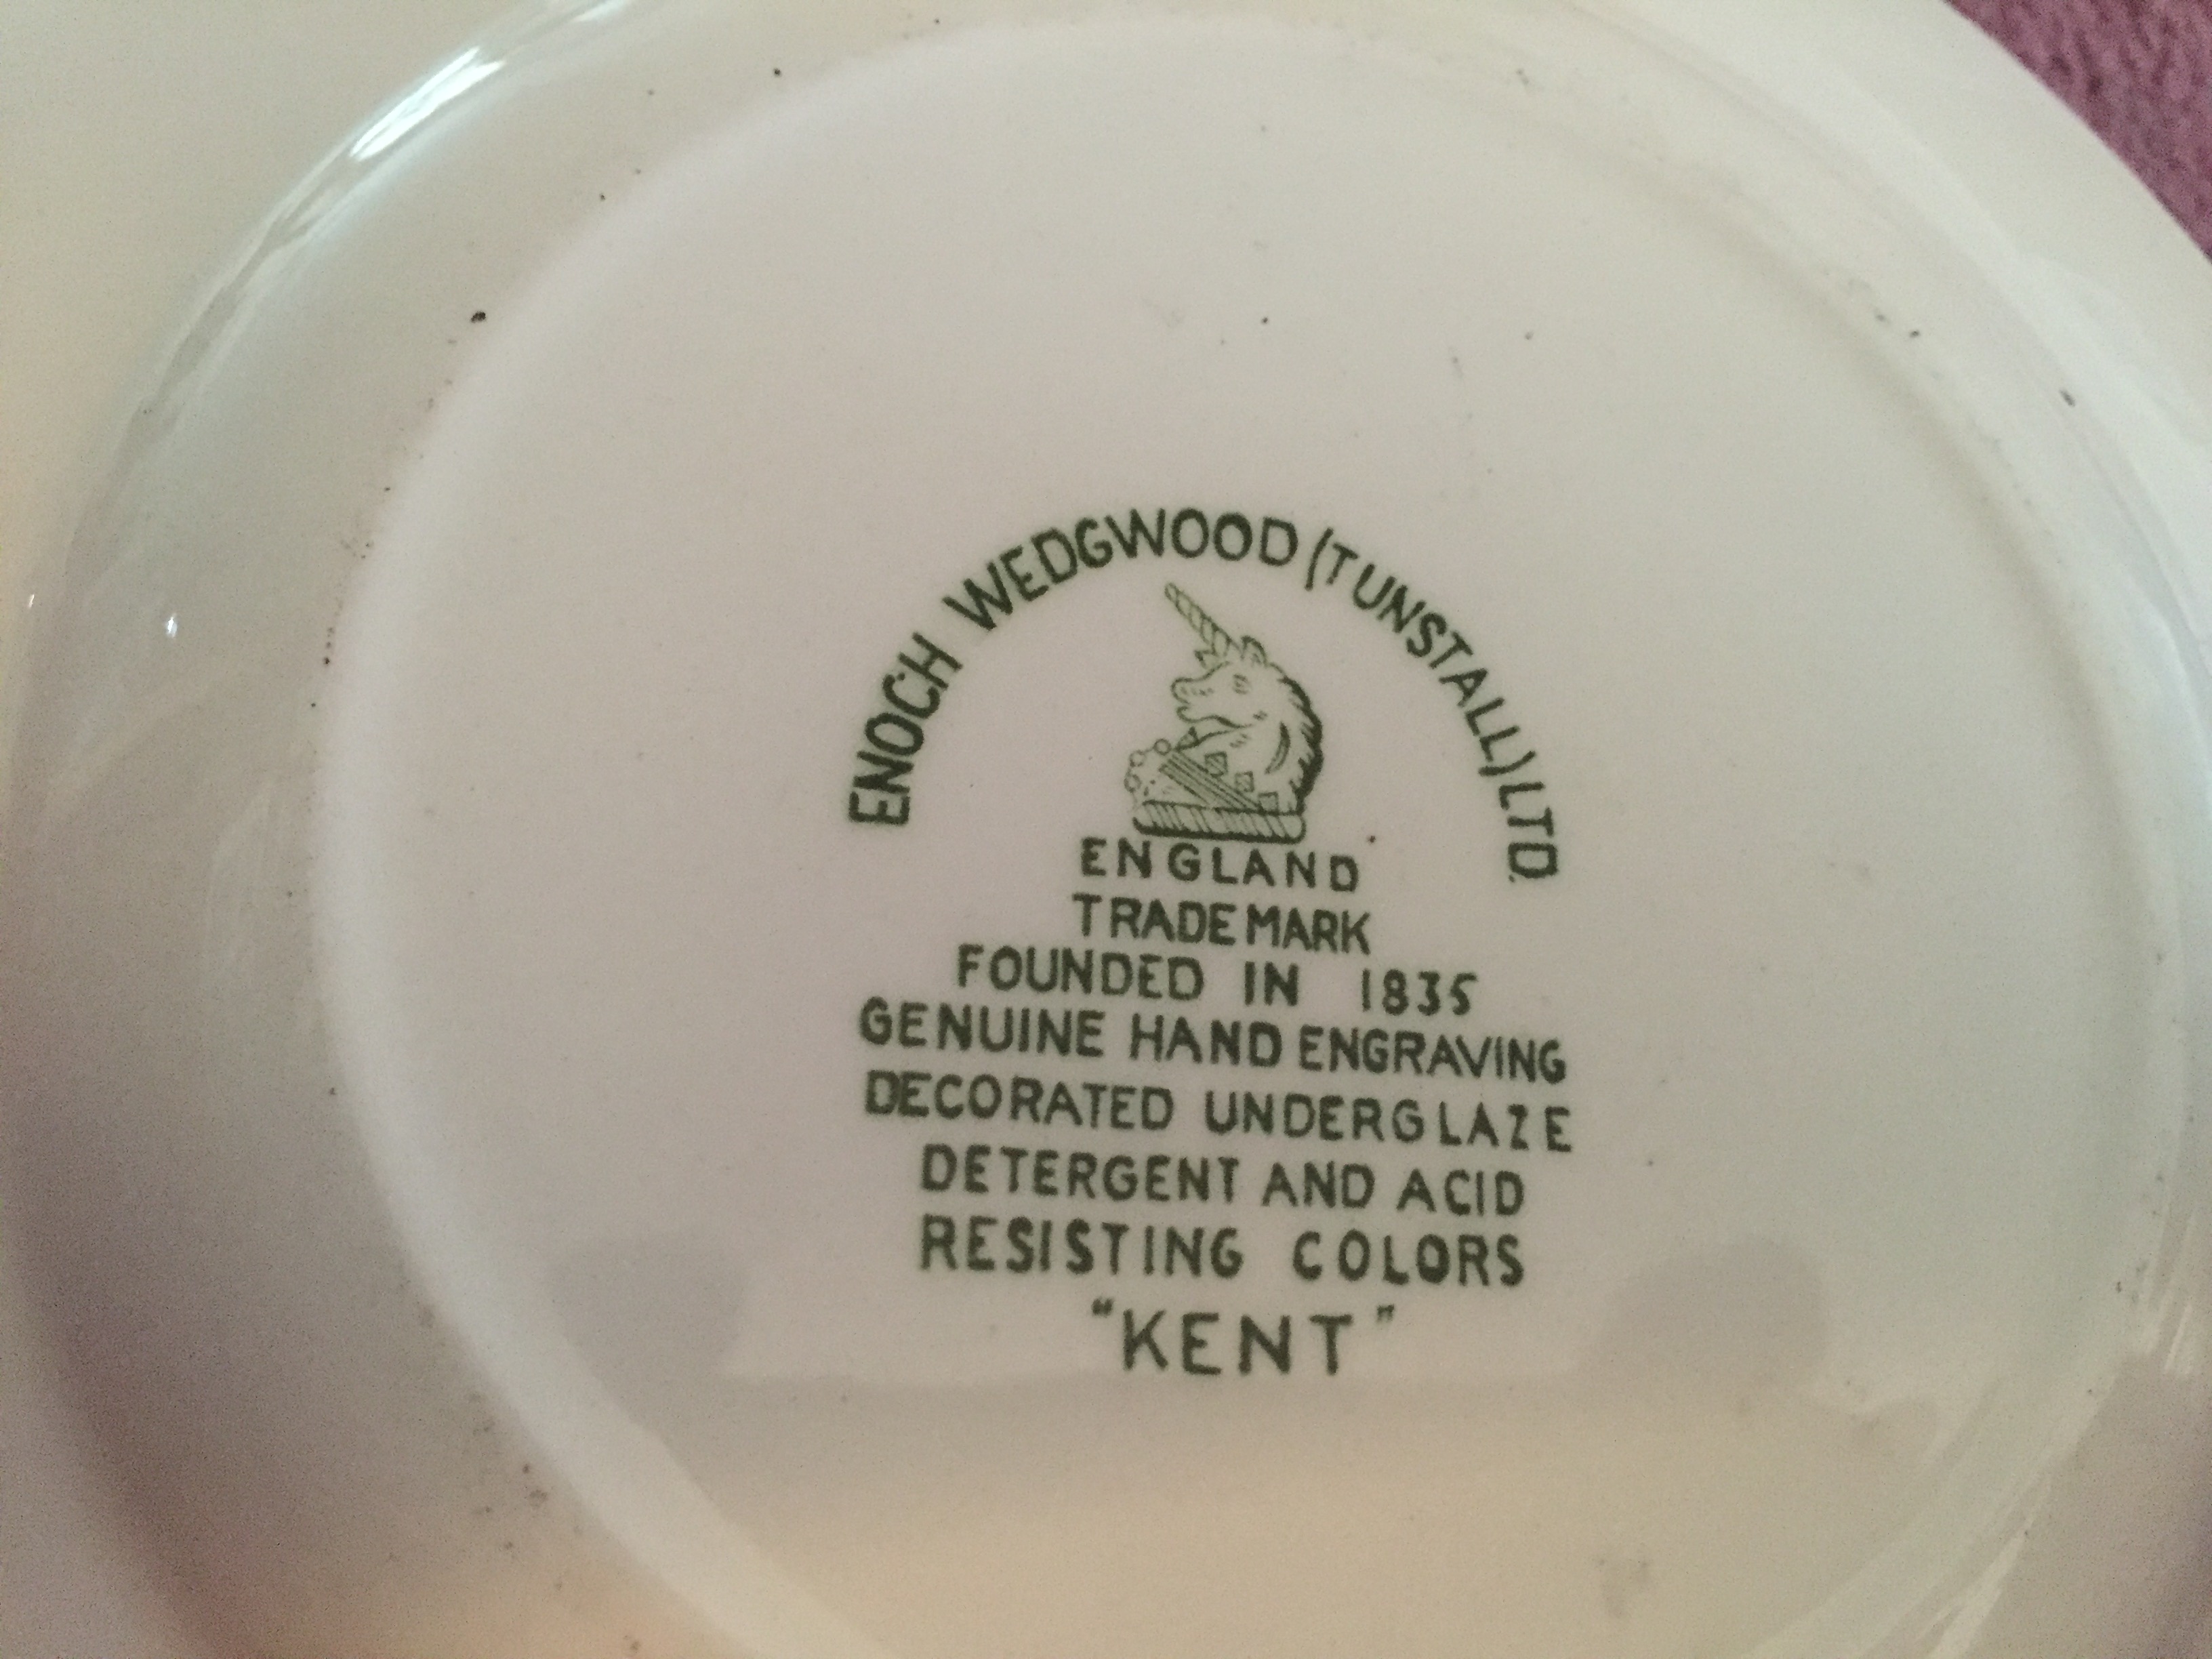 ENOCH WEDGWOOD (TUNSTALL) LTD.
ENGLAND
TRADE MARK
FOUNDED IN 1835
GENUINE HAND ENGRAVING
DECORATED UNDERGLAZE
DETERGENT AND ACID
RESISTING COLORS
"KENT"